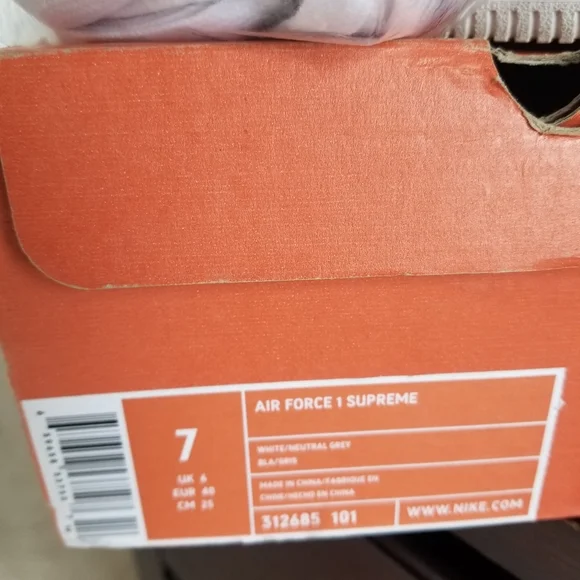 AIR FORCE 1 SUPREME
7
UK 6
EUR 40
CM 25
WHITE/NEUTRAL GREY
BLA/GRIS
MADE IN CHINA/FABRIQUE EN
CHINE/HECHO EN CHINA
312685 101
WWW.NIKE.COM